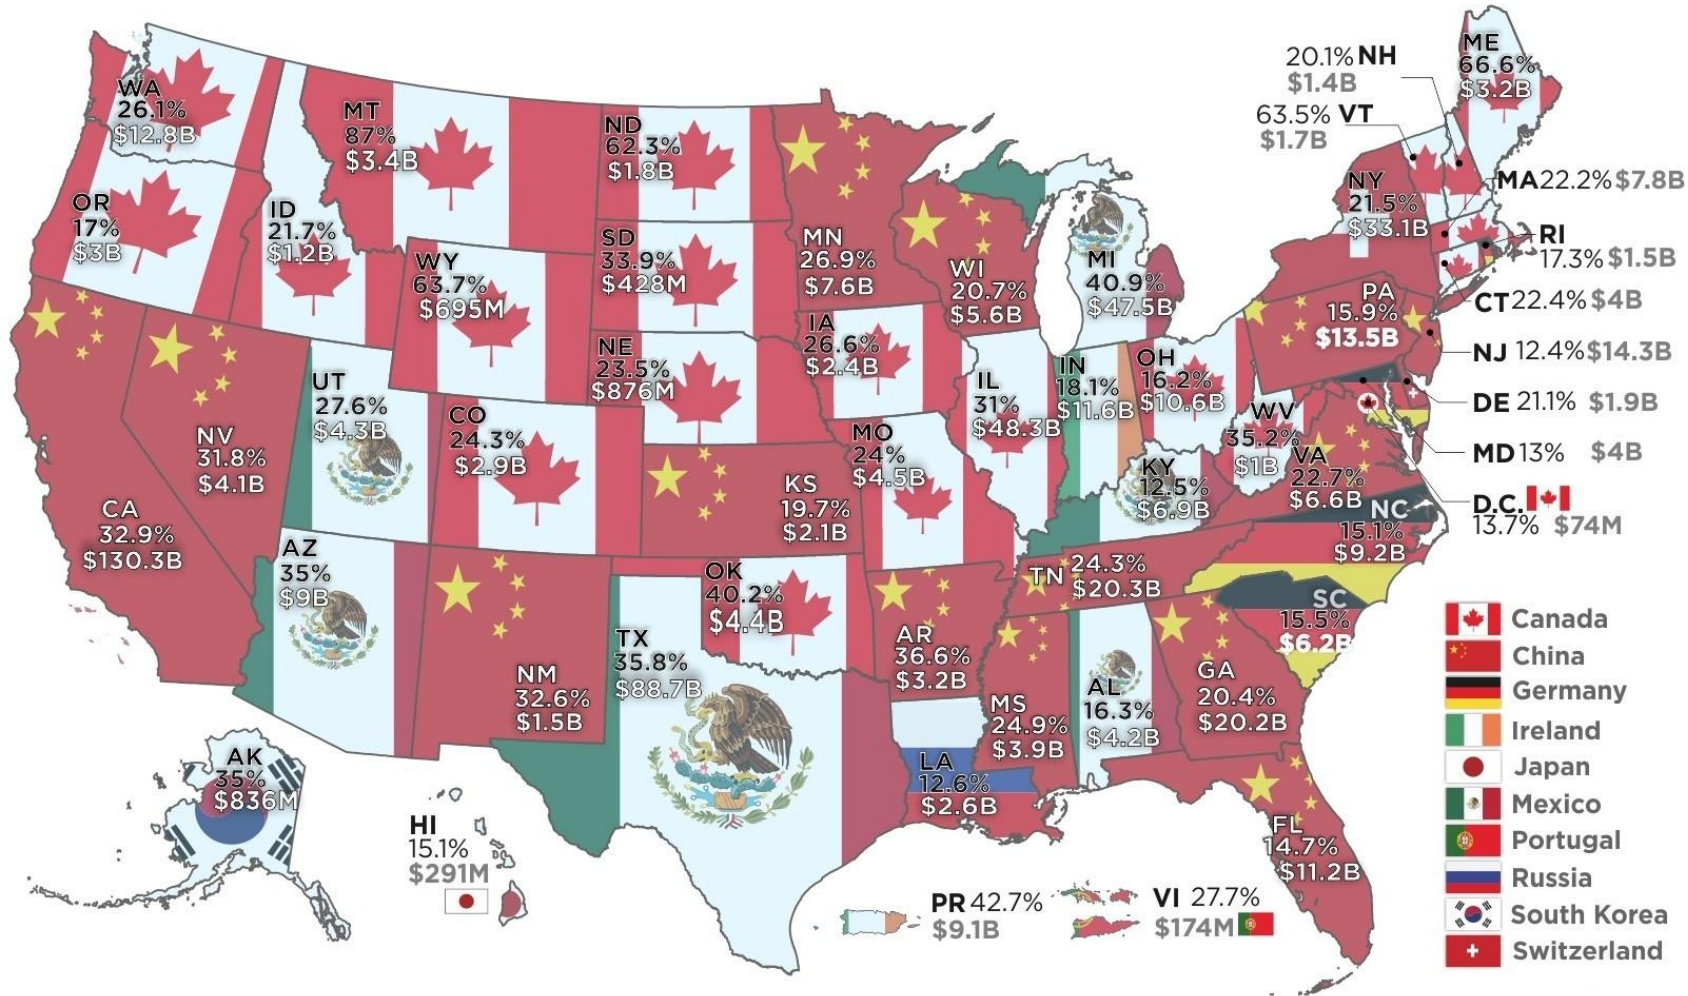 WA
26.1%
$12.8B
OR
17%
$3B
CA
32.9%
$130.3B
NV
31.8%
$4.1B
ID
21.7%
$1.2B
MT
87%
$3.4B
WY
63.7%
$695M
UT
27.6%
$4.3B
AZ
35%
$9B
CO
24.3%
$2.9B
NM
32.6%
$1.5B
ND
62.3%
$1.8B
SD
33.9%
$428M
NE
23.5%
$876M
KS
19.7%
$2.1B
OK
40.2%
$4.4B
TX
35.8%
$88.7B
MN
26.9%
$7.6B
IA
26.6%
$2.4B
MO
24%
$4.5B
AR
36.6%
$3.2B
LA
12.6%
$2.6B
WI
20.7%
$5.6B
IL
31%
$48.3B
MI
40.9%
$47.5B
IN
18.1%
$11.6B
OH
16.2%
$10.6B
KY
12.5%
$6.9B
WV
35.2%
$1B
VA
22.7%
$6.6B
TN 24.3%
$20.3B
NC
15.1%
$9.2B
SC
15.5%
$6.2B
MS
24.9%
$3.9B
AL
16.3%
$4.2B
GA
20.4%
$20.2B
FL
14.7%
$11.2B
PA
15.9%
$13.5B
NY
21.5%
$33.1B
ME
66.6%
$3.2B
20.1% NH
$1.4B
63.5% VT
$1.7B
MA 22.2% $7.8B
RI
17.3% $1.5B
CT 22.4% $4B
NJ 12.4% $14.3B
DE 21.1% $1.9B
MD 13% $4B
D.C.
13.7% $74M
AK
35%
$836M
HI
15.1%
$291M
PR 42.7%
$9.1B
VI 27.7%
$174M
Canada
China
Germany
Ireland
Japan
Mexico
Portugal
Russia
South Korea
Switzerland